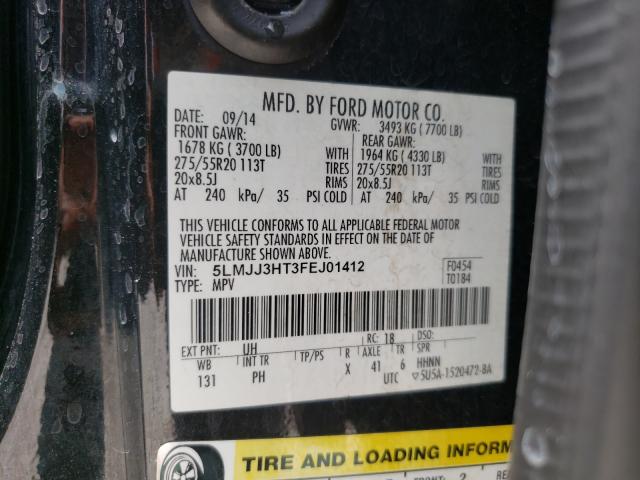 MFD. BY FORD MOTOR CO.
DATE: 09/14 GVWR: 3493 KG ( 7700 LB)
FRONT GAWR: REAR GAWR:
1678 KG ( 3700 LB) WITH 1964 KG ( 4330 LB) WITH
275/55R20 113T TIRES 275/55R20 113T TIRES
20x8.5J RIMS 20x8.5J RIMS
AT 240 kPa/ 35 PSI COLD AT 240 kPa/ 35 PSI COLD
THIS VEHICLE CONFORMS TO ALL APPLICABLE FEDERAL MOTOR
VEHICLE SAFETY STANDARDS IN EFFECT ON THE DATE OF
MANUFACTURE SHOWN ABOVE.
VIN: 5LMJJ3HT3FEJ01412 F0454
TYPE: MPV T0184
EXT PNT: UH RC: 18 DSO:
WB INT TR TP/PS R AXLE TR SPR
131 PH X 41 6 HHNN
UTC ▽5U5A-1520472-BA
TIRE AND LOADING INFORM
FRONT: 2